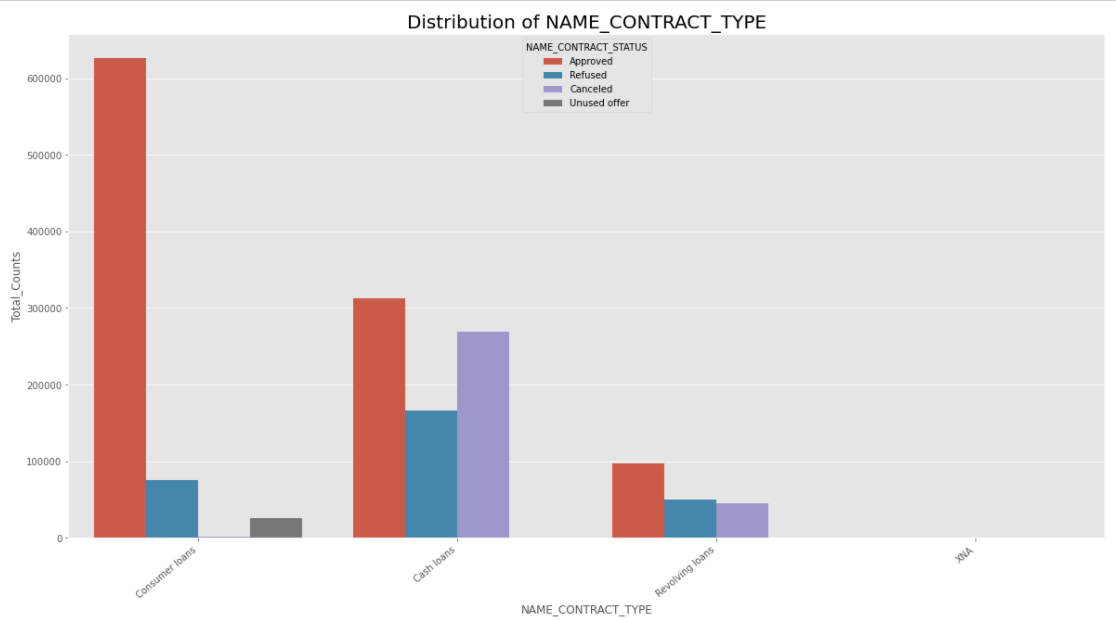 Distribution of NAME_CONTRACT_TYPE
NAME_CONTRACT_STATUS
Approved
Refused
Canceled
Unused offer
Total_Counts
600000
500000
400000
300000
200000
100000
0
Consumer loans
Cash loans
Revolving loans
XNA
NAME_CONTRACT_TYPE